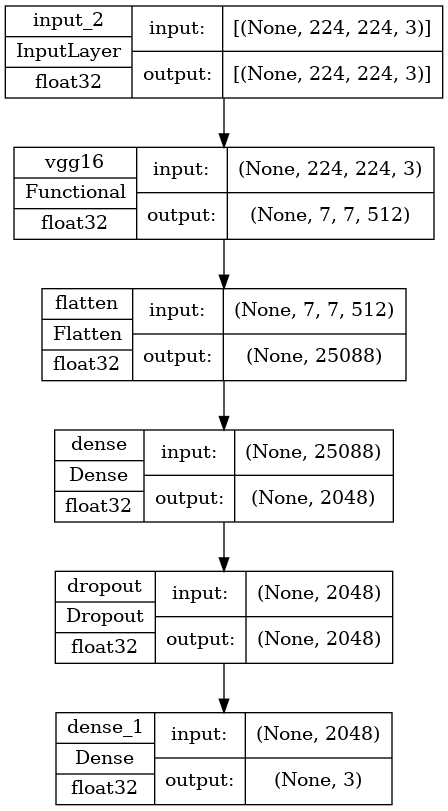 input_2
InputLayer
float32
input:
[(None, 224, 224, 3)]
output:
[(None, 224, 224, 3)]
vgg16
Functional
float32
input:
(None, 224, 224, 3)
output:
(None, 7, 7, 512)
flatten
Flatten
float32
input:
(None, 7, 7, 512)
output:
(None, 25088)
dense
Dense
float32
input:
(None, 25088)
output:
(None, 2048)
dropout
Dropout
float32
input:
(None, 2048)
output:
(None, 2048)
dense_1
Dense
float32
input:
(None, 2048)
output:
(None, 3)